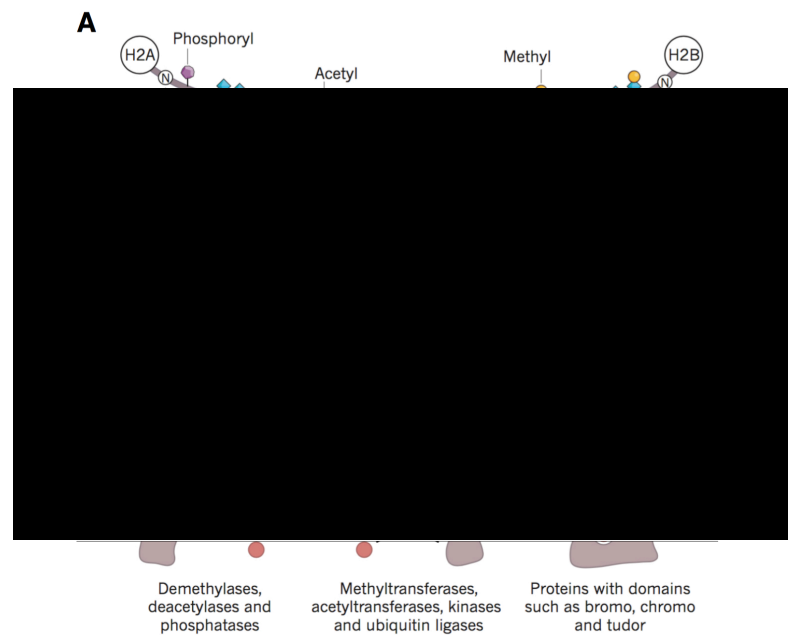 A
H2A
Phosphoryl
N
Acetyl
Methyl
H2B
N
Demethylases,
deacetylases and
phosphatases
Methyltransferases,
acetyltransferases, kinases
and ubiquitin ligases
Proteins with domains
such as bromo, chromo
and tudor